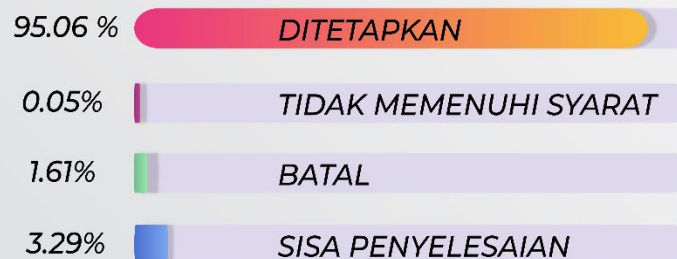 95.06 % DITETAPKAN
0.05% TIDAK MEMENUHI SYARAT
1.61% BATAL
3.29% SISA PENYELESAIAN